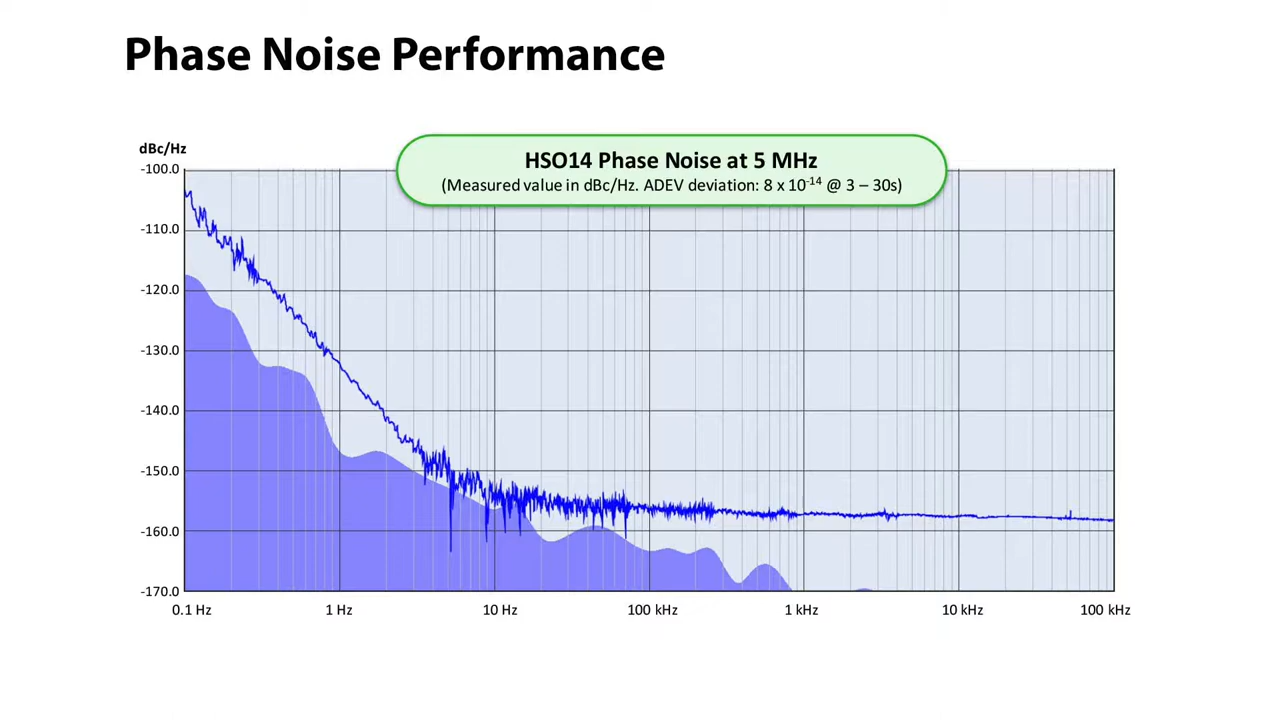 Phase Noise Performance
dBc/Hz
HSO14 Phase Noise at 5 MHz
(Measured value in dBc/Hz. ADEV deviation: 8 x 10⁻¹⁴ @ 3 – 30s)
-100.0
-110.0
-120.0
-130.0
-140.0
-150.0
-160.0
-170.0
0.1 Hz 1 Hz 10 Hz 100 kHz 1 kHz 10 kHz 100 kHz